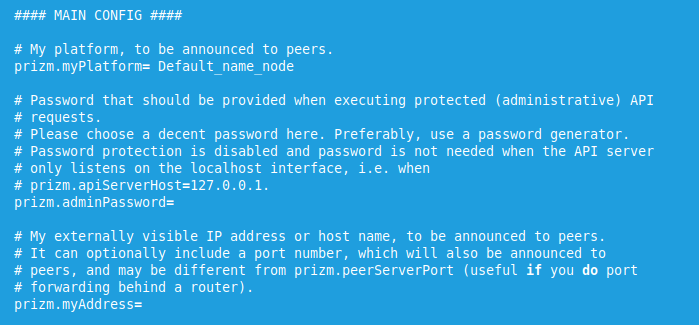 #### MAIN CONFIG ####
# My platform, to be announced to peers.
prizm.myPlatform= Default_name_node
# Password that should be provided when executing protected (administrative) API
# requests.
# Please choose a decent password here. Preferably, use a password generator.
# Password protection is disabled and password is not needed when the API server
# only listens on the localhost interface, i.e. when
# prizm.apiServerHost=127.0.0.1.
prizm.adminPassword=
# My externally visible IP address or host name, to be announced to peers.
# It can optionally include a port number, which will also be announced to
# peers, and may be different from prizm.peerServerPort (useful if you do port
# forwarding behind a router).
prizm.myAddress=